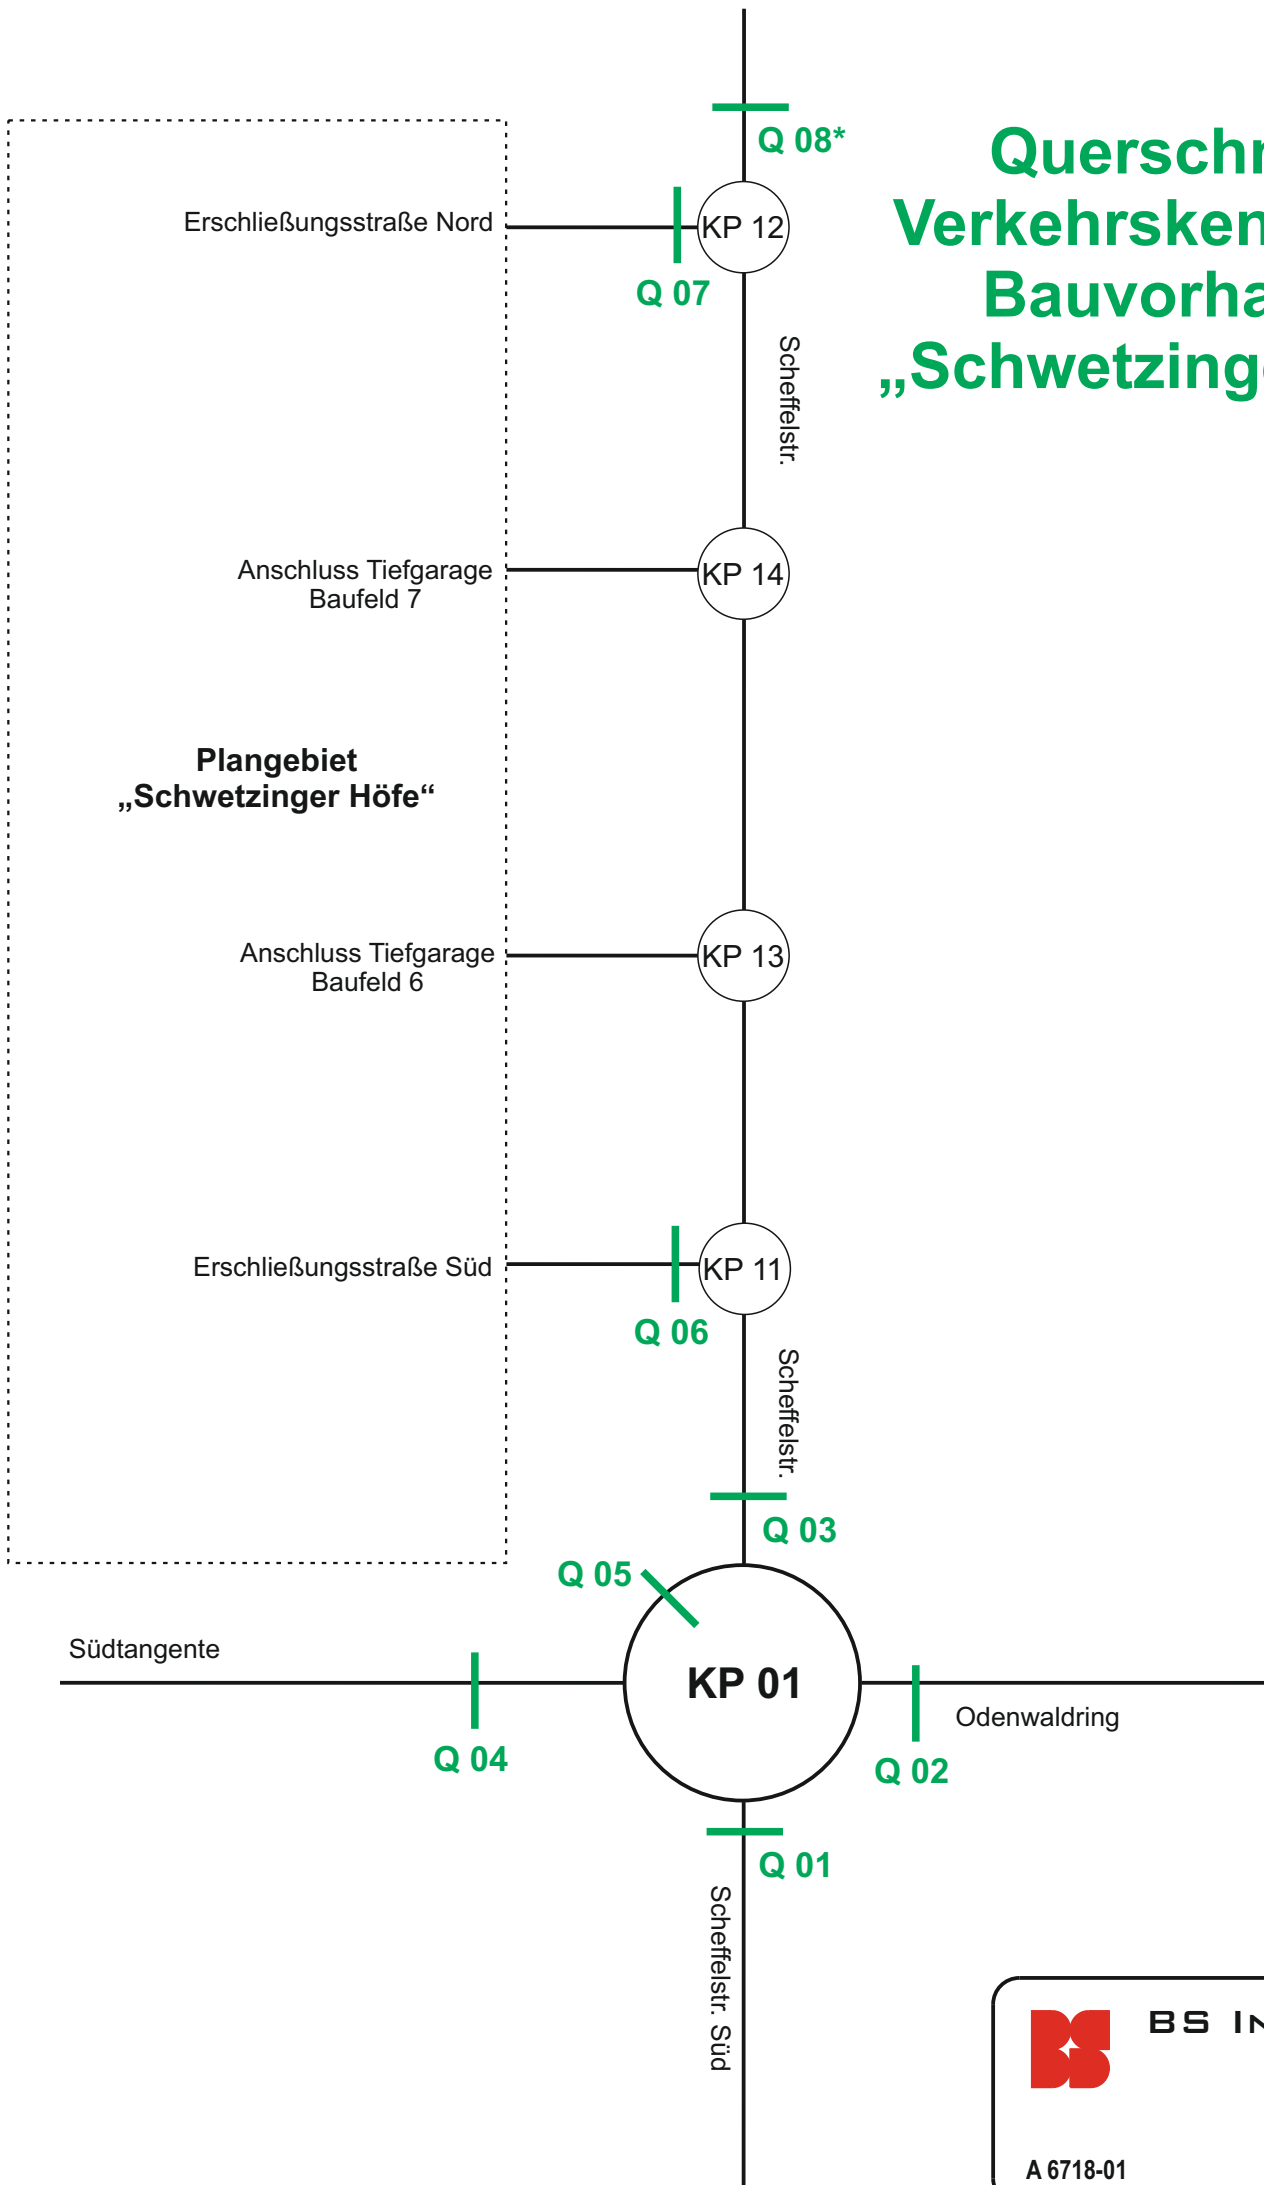 Q 08*
Querschn
Verkehrsken
Bauvorha
„Schwetzinge
Erschließungsstraße Nord
KP 12
Q 07
Scheffelstr.
Anschluss Tiefgarage
Baufeld 7
KP 14
Plangebiet
„Schwetzinger Höfe“
Anschluss Tiefgarage
Baufeld 6
KP 13
Erschließungsstraße Süd
KP 11
Q 06
Scheffelstr.
Q 03
Q 05
Südtangente
KP 01
Odenwaldring
Q 04
Q 02
Q 01
Scheffelstr. Süd
BS IN
A 6718-01